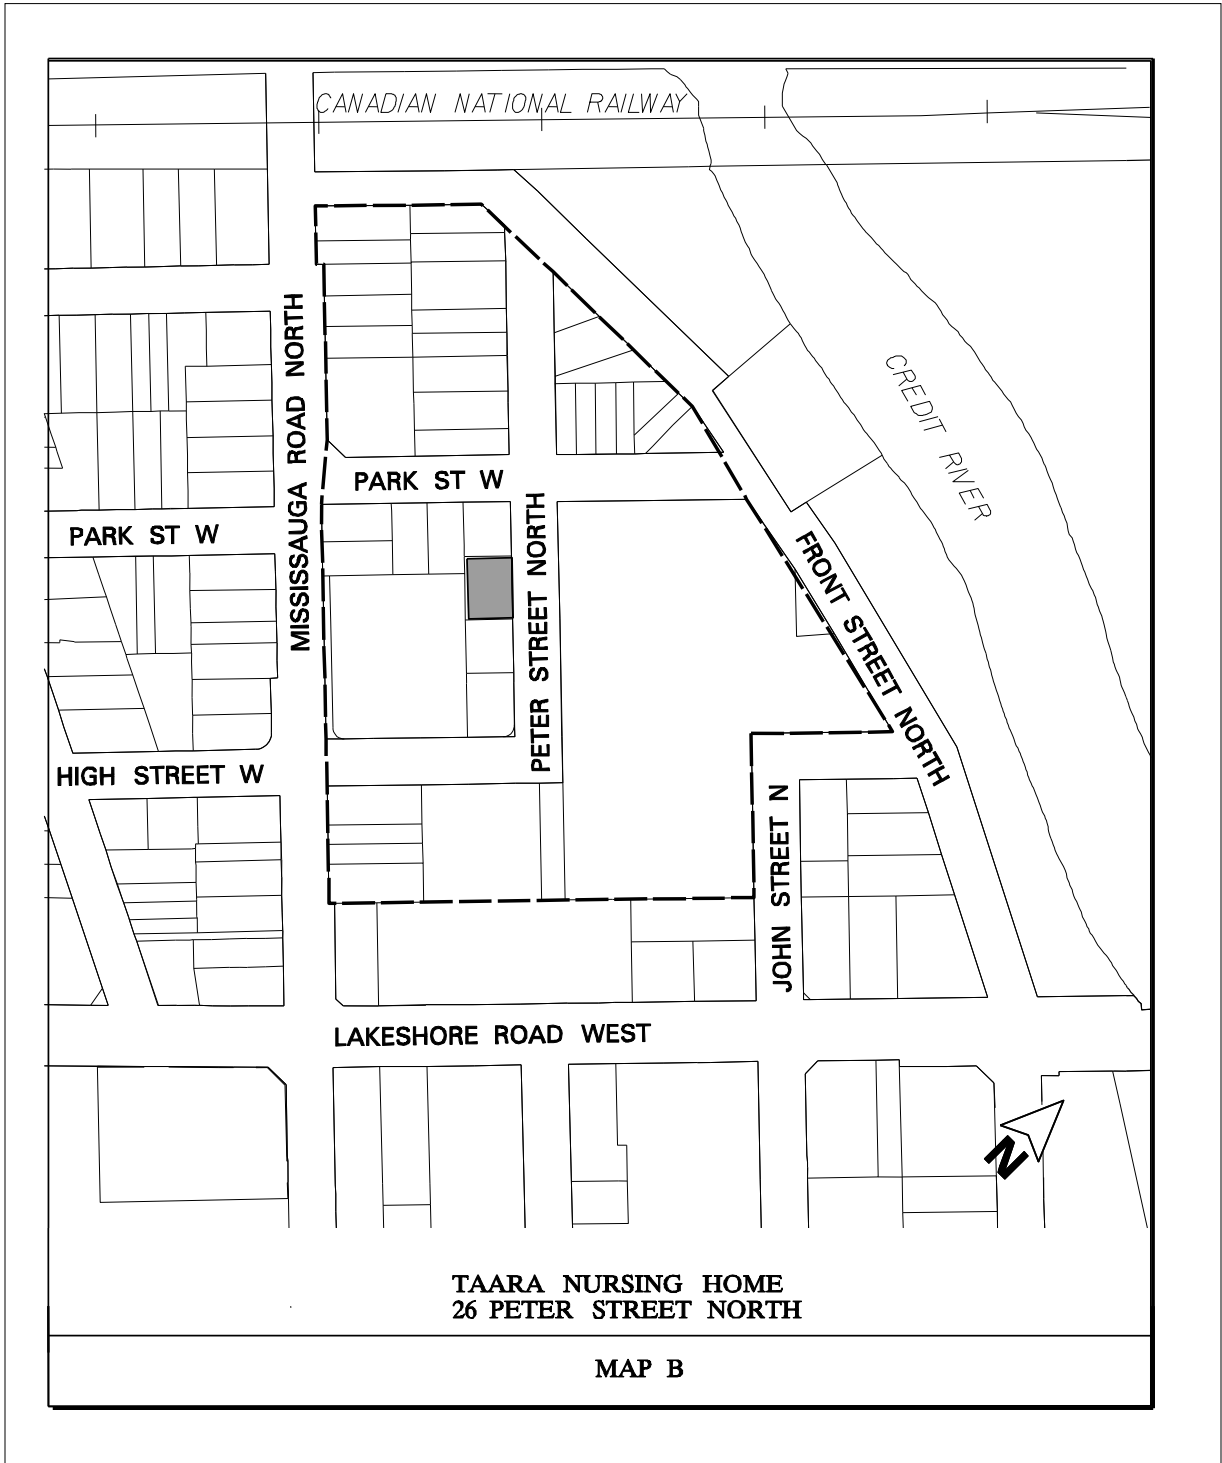 CANADIAN NATIONAL RAILWAY
MISSISSAUGA ROAD NORTH
CREDIT RIVER
PARK ST W
PARK ST W
PETER STREET NORTH
FRONT STREET NORTH
HIGH STREET W
JOHN STREET N
LAKESHORE ROAD WEST
N
TAARA NURSING HOME
26 PETER STREET NORTH
MAP B